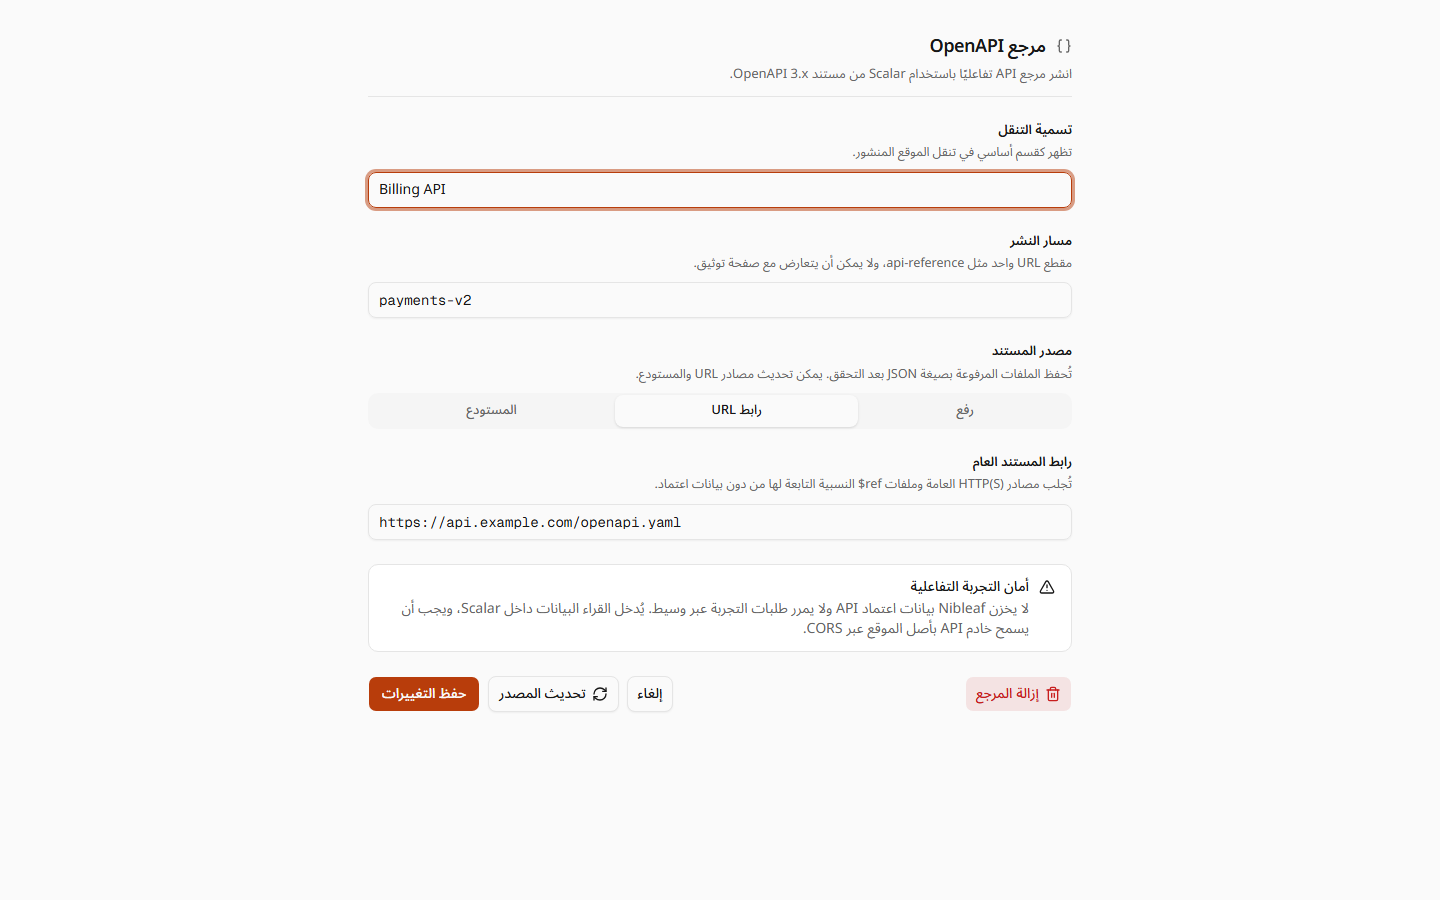 مرجع OpenAPI
انشر مرجع API تفاعليًا باستخدام Scalar من مستند OpenAPI 3.x.
تسمية التنقل
تظهر كقسم أساسي في تنقل الموقع المنشور.
Billing API
مسار النشر
مقطع URL واحد مثل api-reference، ولا يمكن أن يتعارض مع صفحة توثيق.
payments-v2
مصدر المستند
تُحفظ الملفات المرفوعة بصيغة JSON بعد التحقق. يمكن تحديث مصادر URL والمستودع.
رفع
رابط URL
المستودع
رابط المستند العام
تُجلب مصادر HTTP(S) العامة وملفات ‎$ref النسبية التابعة لها من دون بيانات اعتماد.
https://api.example.com/openapi.yaml
أمان التجربة التفاعلية
لا يخزن Nibleaf بيانات اعتماد API ولا يمرر طلبات التجربة عبر وسيط. يُدخل القراء البيانات داخل Scalar، ويجب أن
يسمح خادم API بأصل الموقع عبر CORS.
إزالة المرجع
إلغاء
تحديث المصدر
حفظ التغييرات